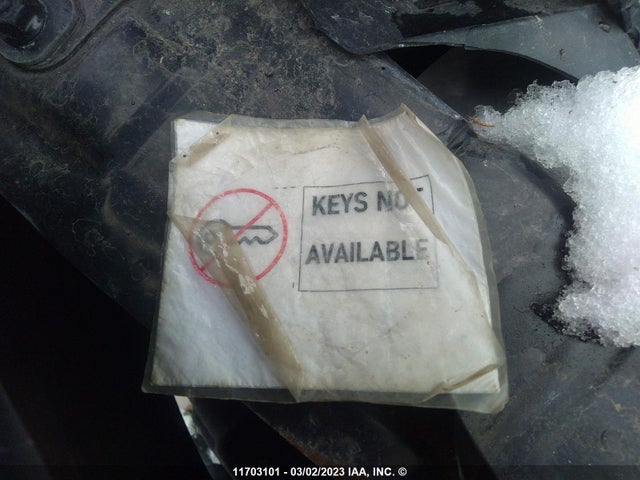 KEYS NOT
AVAILABLE
11703101 - 03/02/2023 IAA, INC. ©